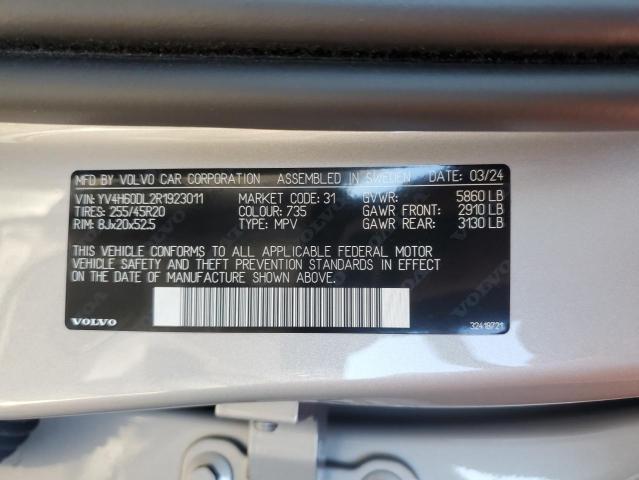 MFD BY VOLVO CAR CORPORATION ASSEMBLED IN SWEDEN DATE: 03/24
VIN: YV4H60DL2R1923011 MARKET CODE: 31 GVWR: 5860 LB
TIRES: 255/45R20 COLOUR: 735 GAWR FRONT: 2910 LB
RIM: 8Jx20x52.5 TYPE: MPV GAWR REAR: 3130 LB
THIS VEHICLE CONFORMS TO ALL APPLICABLE FEDERAL MOTOR
VEHICLE SAFETY AND THEFT PREVENTION STANDARDS IN EFFECT
ON THE DATE OF MANUFACTURE SHOWN ABOVE.
VOLVO 32418721